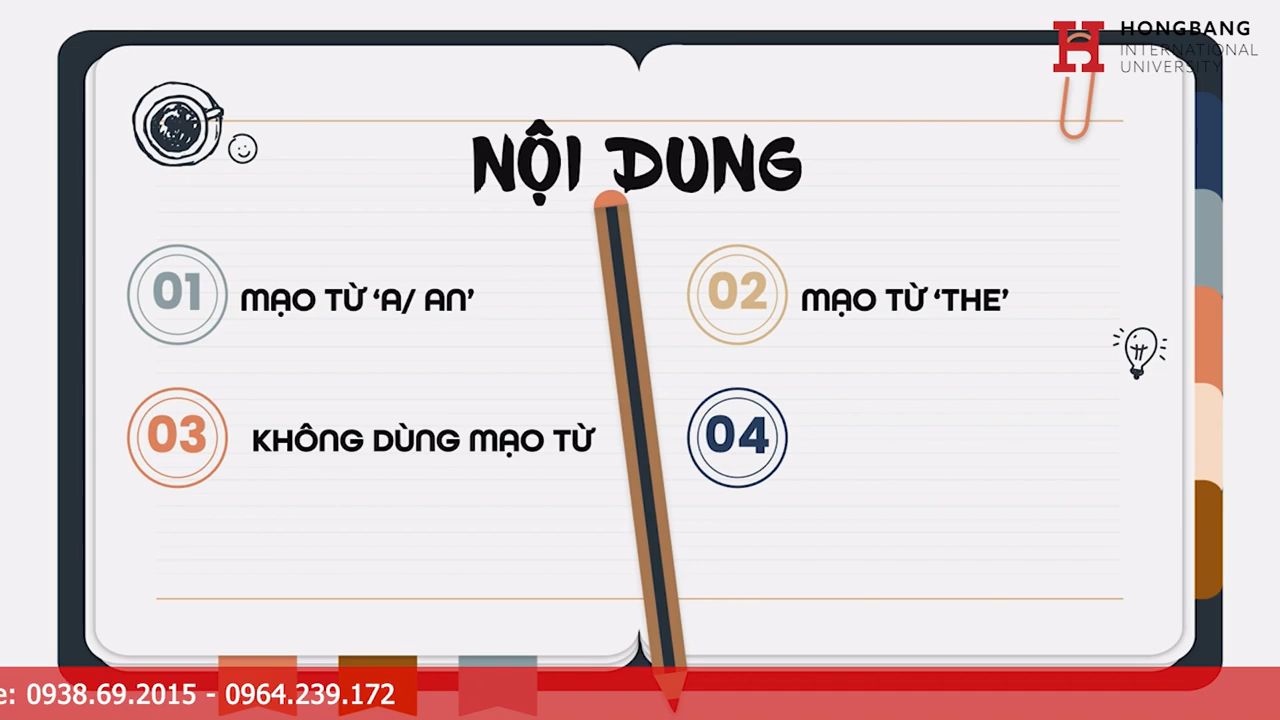 HONGBANG
INTERNATIONAL
UNIVERSITY
NỘI DUNG
01 MẠO TỪ ‘A/ AN’
02 MẠO TỪ ‘THE’
03 KHÔNG DÙNG MẠO TỪ
04
e: 0938.69.2015 - 0964.239.172